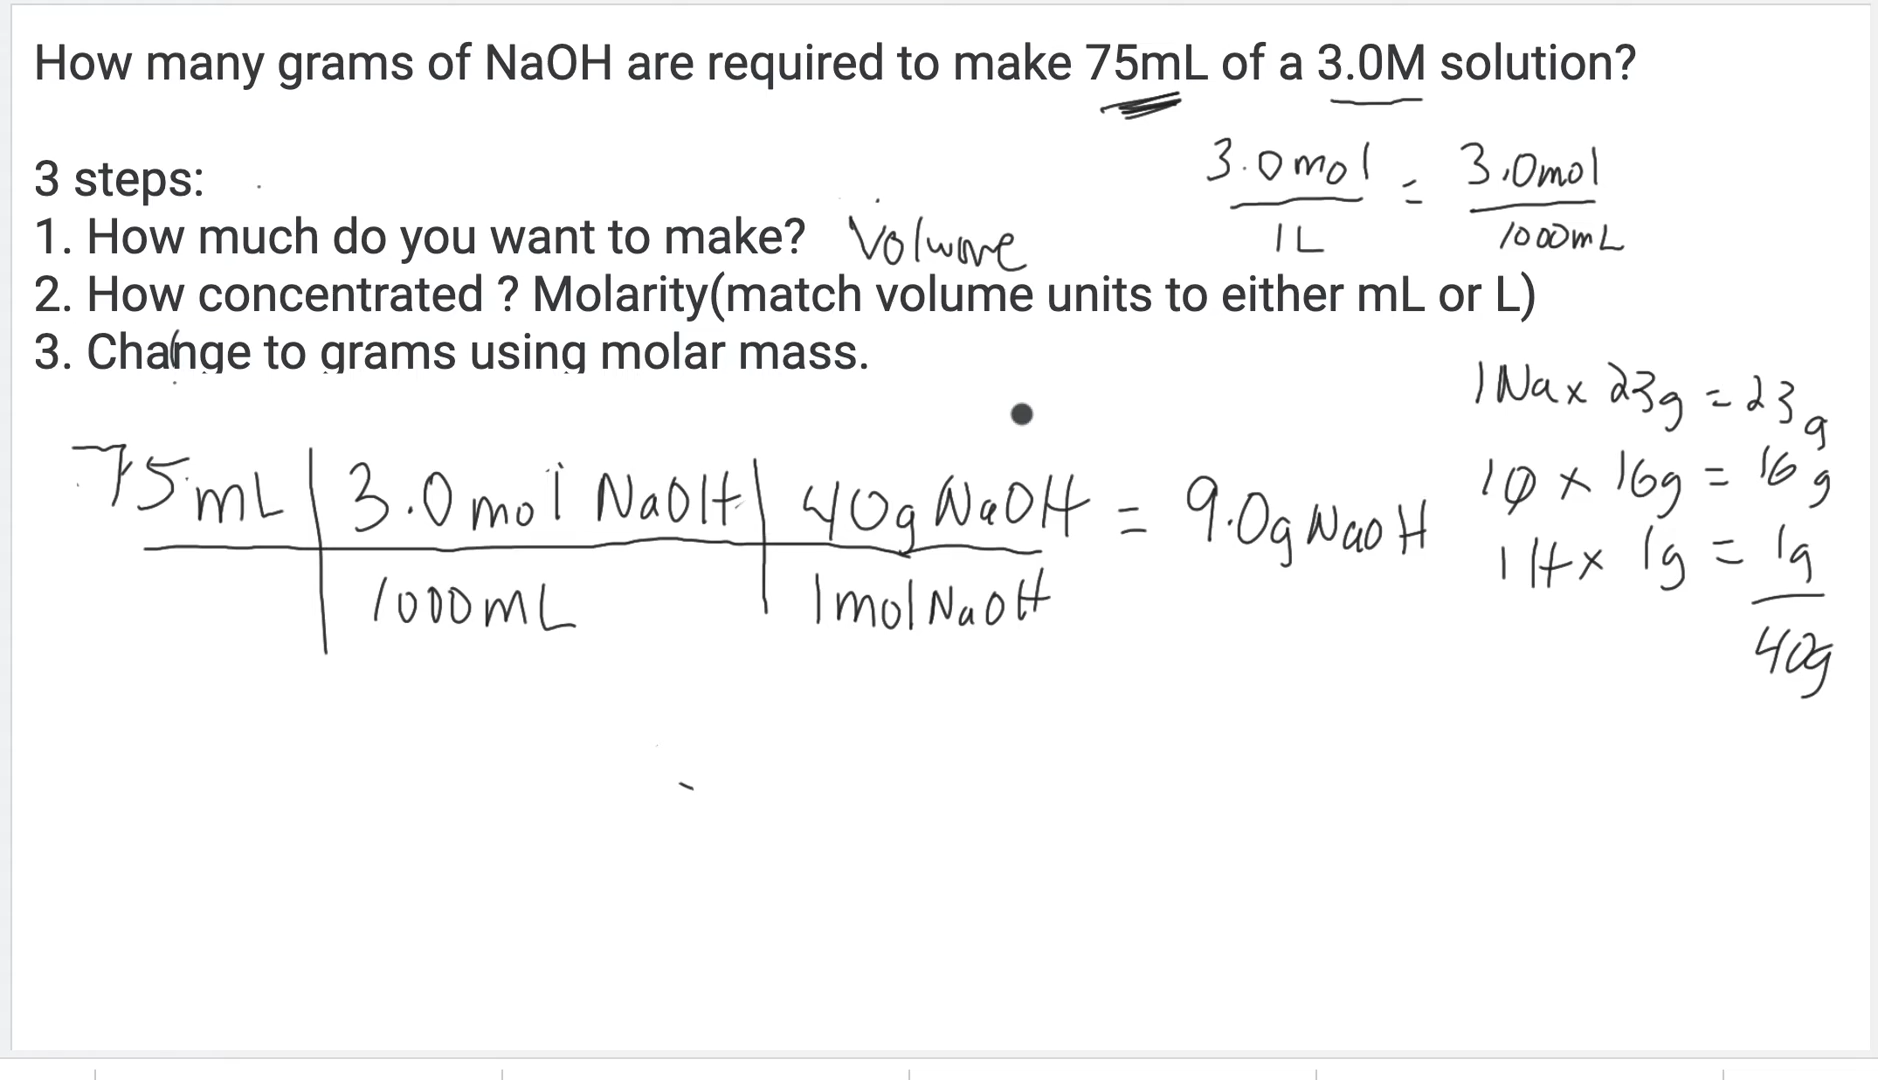 How many grams of NaOH are required to make 75mL of a 3.0M solution?
3.0mol / 1L = 3.0mol / 1000mL
3 steps:
1. How much do you want to make? Volume
2. How concentrated ? Molarity(match volume units to either mL or L)
3. Change to grams using molar mass.
1Na x 23g = 23g
1O x 16g = 16g
1H x 1g = 1g
40g
75mL | 3.0mol NaOH | 40g NaOH = 9.0g NaOH
1000mL | 1mol NaOH